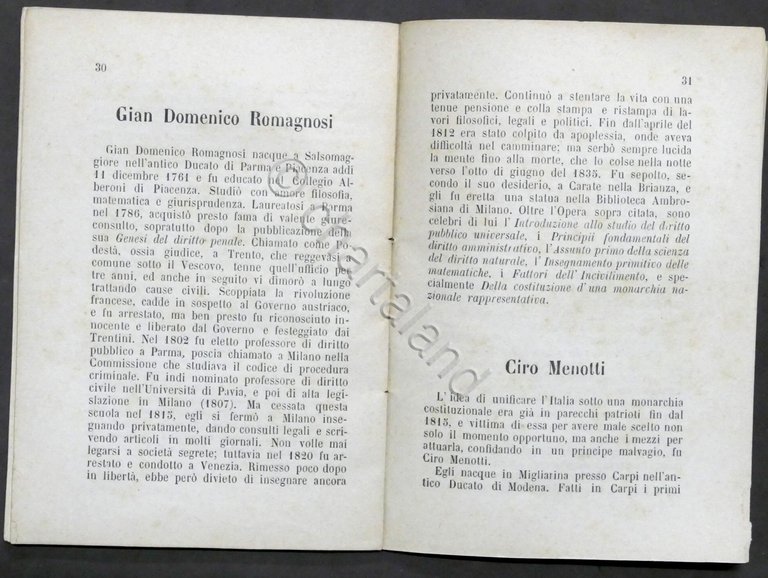 30
Gian Domenico Romagnosi
Gian Domenico Romagnosi nacque a Salsomag-
giore nell'antico Ducato di Parma e Piacenza addì
11 dicembre 1761 e fu educato nel Collegio Al-
beroni di Piacenza. Studiò con amore filosofia,
matematica e giurisprudenza. Laureatosi a Parma
nel 1786, acquistò presto fama di valente giure-
consulto, sopratutto dopo la pubblicazione della
sua Genesi del diritto penale. Chiamato come Po-
destà, ossia giudice, a Trento, che reggevasi a
comune sotto il Vescovo, tenne quell'ufficio per
tre anni, ed anche in seguito vi dimorò a lungo
trattando cause civili. Scoppiata la rivoluzione
francese, cadde in sospetto al Governo austriaco,
e fu arrestato, ma ben presto fu riconosciuto inn-
ocente e liberato dal Governo e festeggiato dai
Trentini. Nel 1802 fu eletto professore di diritto
pubblico a Parma, poscia chiamato a Milano nella
Commissione che studiava il codice di procedura
criminale. Fu indi nominato professore di diritto
civile nell'Università di Pavia, e poi di alta legi-
slazione in Milano (1807). Ma cessata questa
scuola nel 1815, egli si fermò a Milano inse-
gnando privatamente, dando consulti legali e scri-
vendo articoli in molti giornali. Non volle mai
legarsi a società segrete; tuttavia nel 1820 fu ar-
restato e condotto a Venezia. Rimesso poco dopo
in libertà, ebbe però divieto di insegnare ancora
31
privatamente. Continuò a stentare la vita con una
tenue pensione e colla stampa e ristampa di la-
vori filosofici, legali e politici. Fin dall'aprile del
1812 era stato colpito da apoplessia, onde aveva
difficoltà nel camminare; ma serbò sempre lucida
la mente fino alla morte, che lo colse nella notte
verso l'otto di giugno del 1835. Fu sepolto, se-
condo il suo desiderio, a Carate nella Brianza, e
gli fu eretta una statua nella Biblioteca Ambro-
siana di Milano. Oltre l'Opera sopra citata, sono
celebri di lui l'Introduzione allo studio del diritto
pubblico universale, i Principii fondamentali del
diritto amministrativo, l'Assunto primo della scienza
del diritto naturale, l'Insegnamento primitivo delle
matematiche, i Fattori dell'Incivilimento, e spe-
cialmente Della costituzione d'una monarchia na-
zionale rappresentativa.
Ciro Menotti
L'idea di unificare l'Italia sotto una monarchia
costituzionale era già in parecchi patrioti fin dal
1815, e vittima di essa per avere male scelto non
solo il momento opportuno, ma anche i mezzi per
attuarla, confidando in un principe malvagio, fu
Ciro Menotti.
Egli nacque in Migliarina presso Carpi nell'an-
tico Ducato di Modena. Fatti in Carpi i primi
© Chartaland